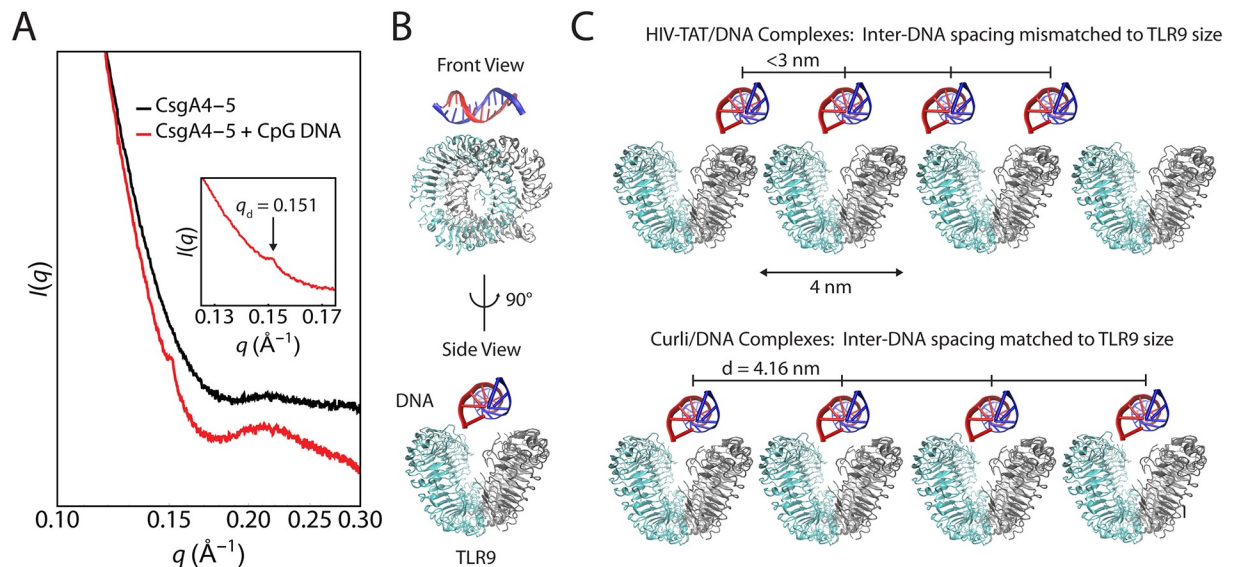 A
CsgA4–5
CsgA4–5 + CpG DNA
qd = 0.151
I(q)
0.13 0.15 0.17
q (Å⁻¹)
I(q)
0.10 0.15 0.20 0.25 0.30
q (Å⁻¹)
B
Front View
90°
Side View
DNA
TLR9
C
HIV-TAT/DNA Complexes: Inter-DNA spacing mismatched to TLR9 size
<3 nm
4 nm
Curli/DNA Complexes: Inter-DNA spacing matched to TLR9 size
d = 4.16 nm